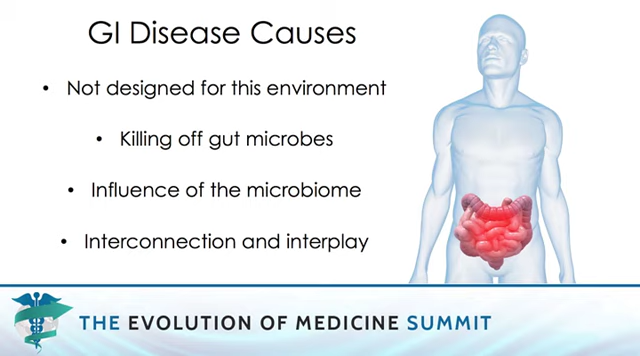 GI Disease Causes
• Not designed for this environment
• Killing off gut microbes
• Influence of the microbiome
• Interconnection and interplay
THE EVOLUTION OF MEDICINE SUMMIT